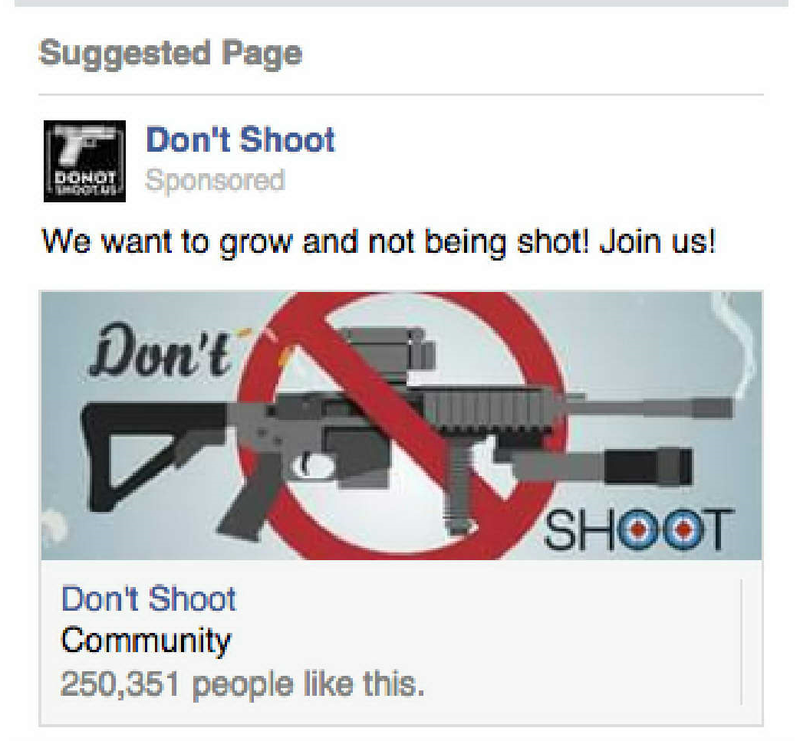 Suggested Page
Don't Shoot
DONOT
SHOOT.US
Sponsored
We want to grow and not being shot! Join us!
Don't
SHOOT
Don't Shoot
Community
250,351 people like this.